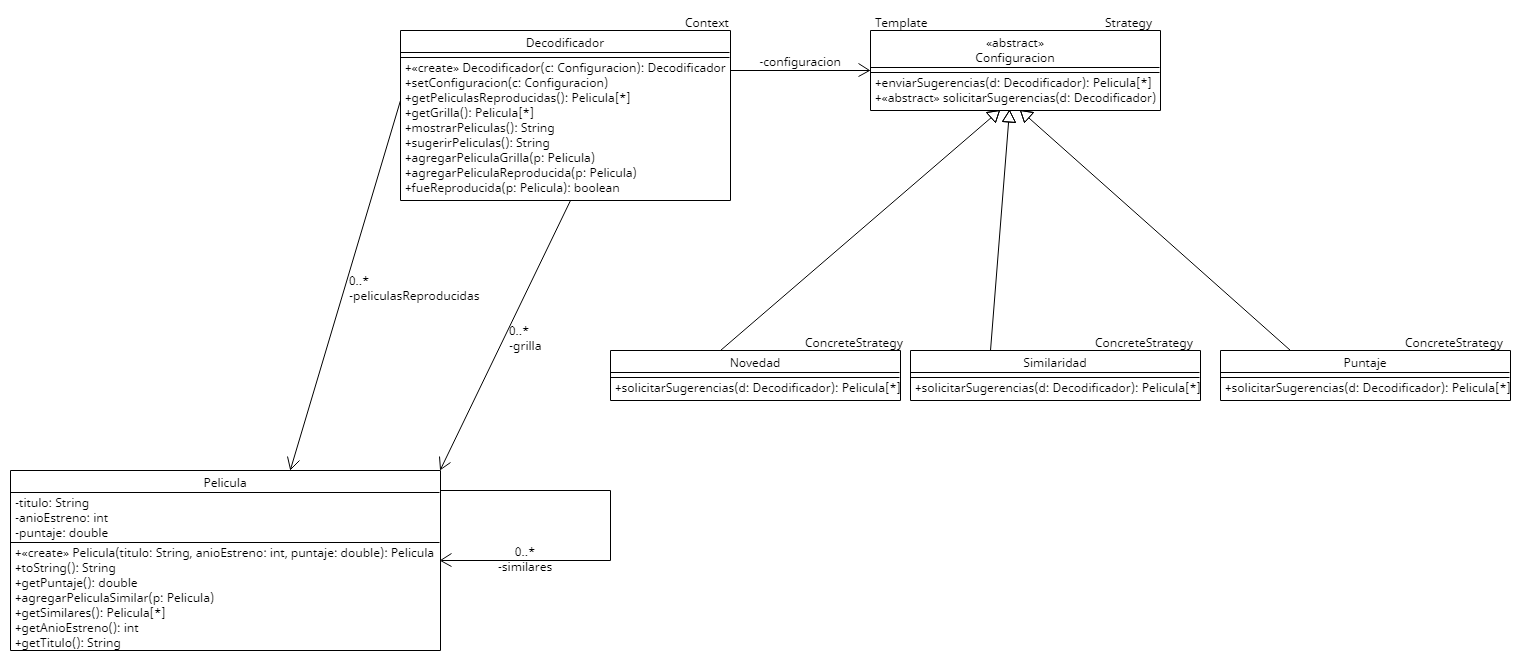 Context
Decodificador
+«create» Decodificador(c: Configuracion): Decodificador
+setConfiguracion(c: Configuracion)
+getPeliculasReproducidas(): Pelicula[*]
+getGrilla(): Pelicula[*]
+mostrarPeliculas(): String
+sugerirPeliculas(): String
+agregarPeliculaGrilla(p: Pelicula)
+agregarPeliculaReproducida(p: Pelicula)
+fueReproducida(p: Pelicula): boolean
-configuracion
Template
Strategy
«abstract»
Configuracion
+enviarSugerencias(d: Decodificador): Pelicula[*]
+«abstract» solicitarSugerencias(d: Decodificador)
0..*
-peliculasReproducidas
0..*
-grilla
ConcreteStrategy
Novedad
+solicitarSugerencias(d: Decodificador): Pelicula[*]
ConcreteStrategy
Similaridad
+solicitarSugerencias(d: Decodificador): Pelicula[*]
ConcreteStrategy
Puntaje
+solicitarSugerencias(d: Decodificador): Pelicula[*]
Pelicula
-titulo: String
-anioEstreno: int
-puntaje: double
+«create» Pelicula(titulo: String, anioEstreno: int, puntaje: double): Pelicula
+toString(): String
+getPuntaje(): double
+agregarPeliculaSimilar(p: Pelicula)
+getSimilares(): Pelicula[*]
+getAnioEstreno(): int
+getTitulo(): String
0..*
-similares